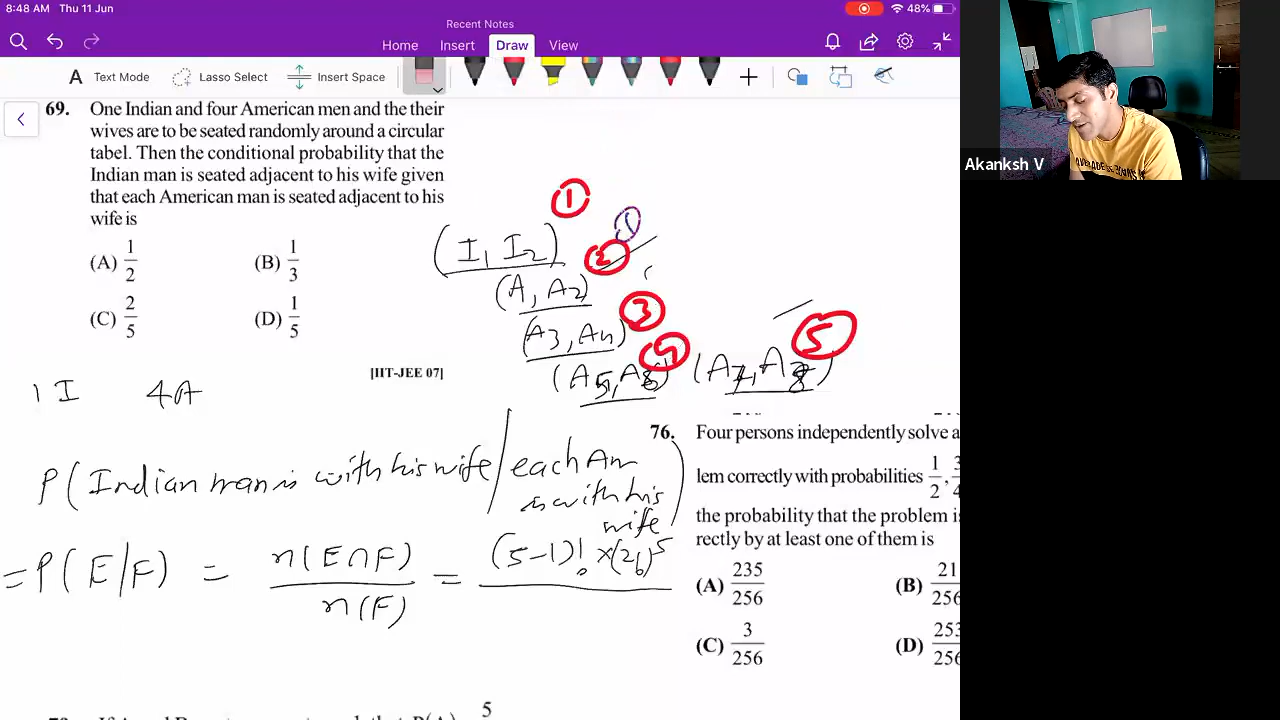 8:48 AM Thu 11 Jun
48%
Recent Notes
Home Insert Draw View
Text Mode Lasso Select Insert Space
69. One Indian and four American men and the their
wives are to be seated randomly around a circular
tabel. Then the conditional probability that the
Indian man is seated adjacent to his wife given
that each American man is seated adjacent to his
wife is
(A) 1/2 (B) 1/3
(C) 2/5 (D) 1/5
[IIT-JEE 07]
(I1, I2) 1
(A1, A2) 2 1
(A3, A4) 3
(A5, A6) 4 (A7, A8) 5
1 I 4A
P(Indian man is with his wife / each Am
is with his
wife)
= P(E/F) = n(E∩F)/n(F) = (5-1)! × (2!)^5
76. Four persons independently solve a
lem correctly with probabilities 1/2, 3
the probability that the problem i
rectly by at least one of them is
(A) 235/256 (B) 21
256
(C) 3/256 (D) 253
256
5
Akanksh V